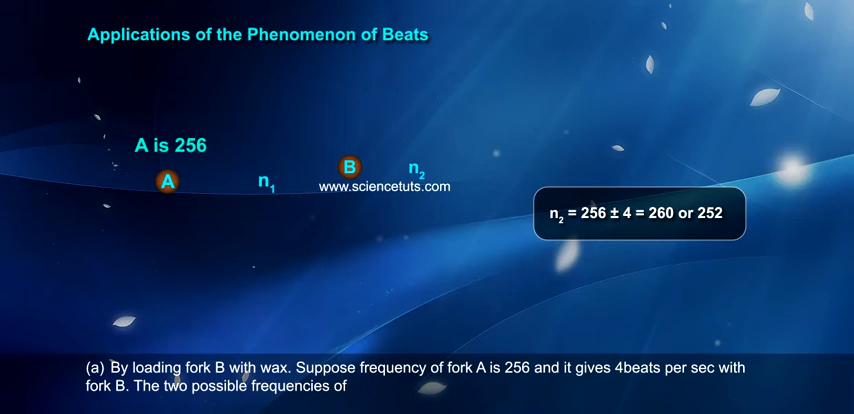 Applications of the Phenomenon of Beats
A is 256
A
n₁
B
n₂
www.sciencetuts.com
n₂ = 256 ± 4 = 260 or 252
(a) By loading fork B with wax. Suppose frequency of fork A is 256 and it gives 4beats per sec with
fork B. The two possible frequencies of